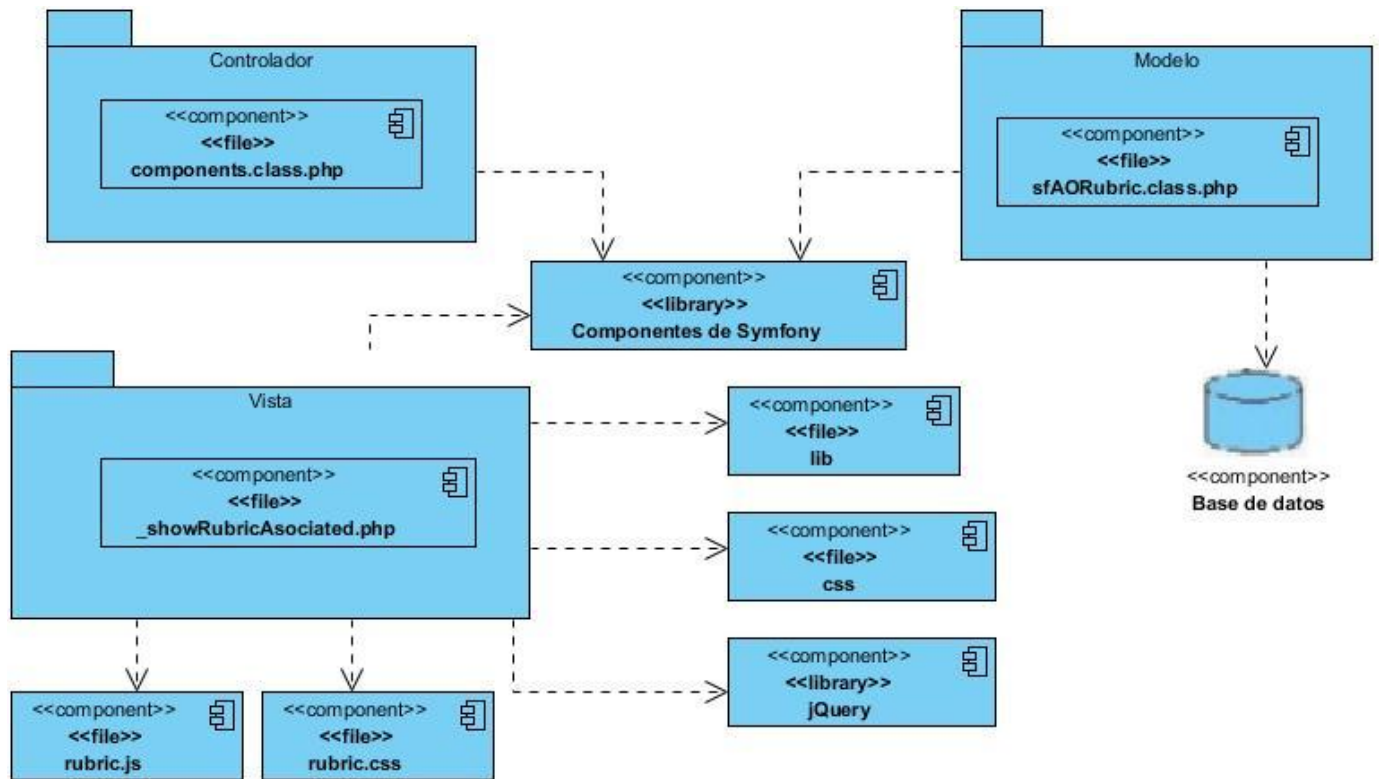 Controlador
<<component>>
<<file>>
components.class.php
Modelo
<<component>>
<<file>>
sfAORubric.class.php
<<component>>
<<library>>
Componentes de Symfony
Vista
<<component>>
<<file>>
_showRubricAsociated.php
<<component>>
<<file>>
lib
<<component>>
<<file>>
css
<<component>>
<<library>>
jQuery
<<component>>
Base de datos
<<component>>
<<file>>
rubric.js
<<component>>
<<file>>
rubric.css